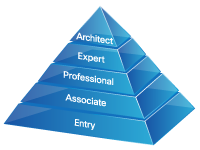 Architect
Expert
Professional
Associate
Entry